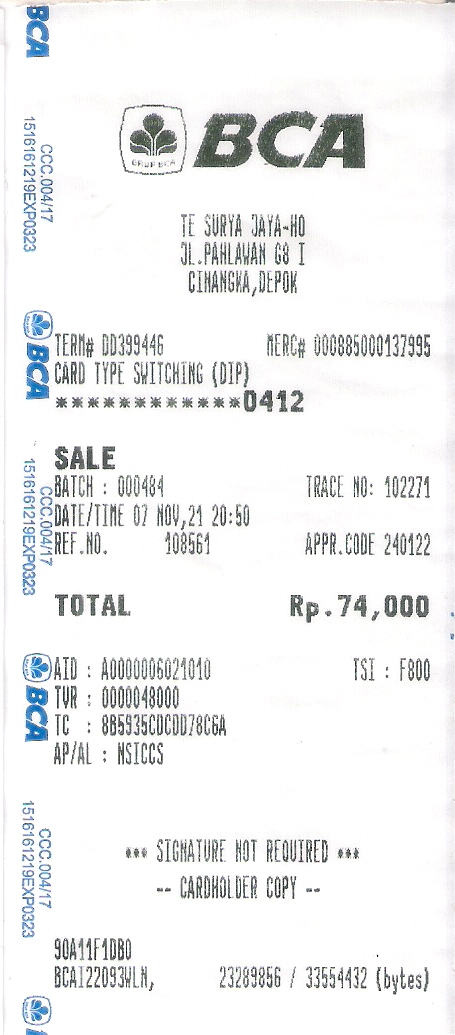 BCA
GRUP BCA
BCA
CCC.004/17
1516161219EXP0323
TE SURYA JAYA-HO
JL.PAHLAWAN G8 I
CINANGKA,DEPOK
TERM# DD399446 MERC# 000885000137995
CARD TYPE SWITCHING (DIP)
************0412
BCA
SALE
BATCH : 000484 TRACE NO: 102271
DATE/TIME 07 NOV,21 20:50
REF.NO. 108561 APPR.CODE 240122
CCC.004/17
1516161219EXP0323
TOTAL Rp.74,000
AID : A0000006021010 TSI : F800
TVR : 0000048000
TC : 8B5935CDCDD78C6A
AP/AL : NSICCS
BCA
CCC.004/17
1516161219EXP0323
*** SIGNATURE NOT REQUIRED ***
-- CARDHOLDER COPY --
90A11F1DB0
BCAI22093WLN, 23289856 / 33554432 (bytes)